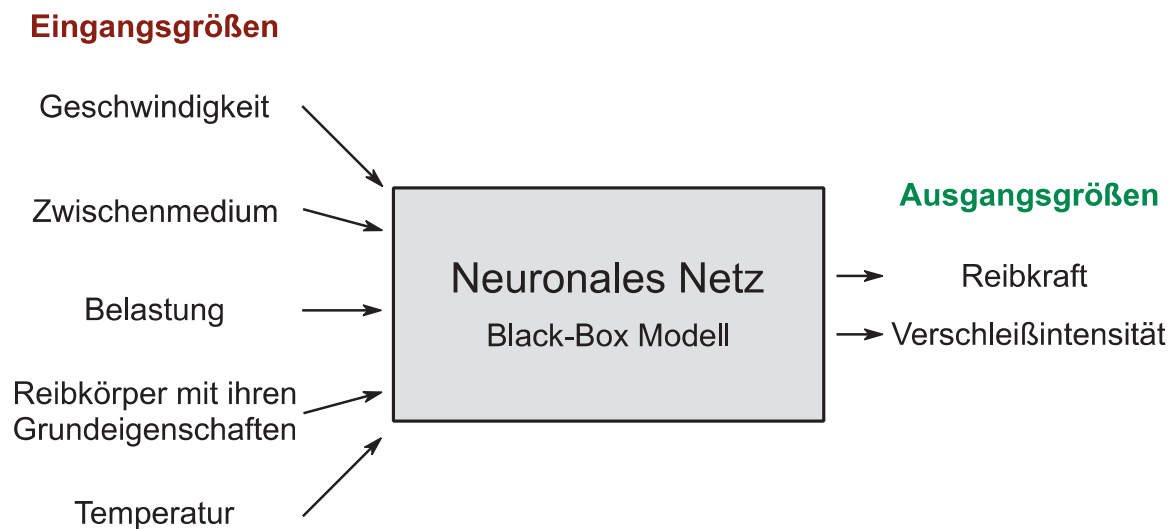 Eingangsgrößen
Geschwindigkeit
Zwischenmedium
Belastung
Reibkörper mit ihren
Grundeigenschaften
Temperatur
Neuronales Netz
Black-Box Modell
Ausgangsgrößen
Reibkraft
Verschleißintensität